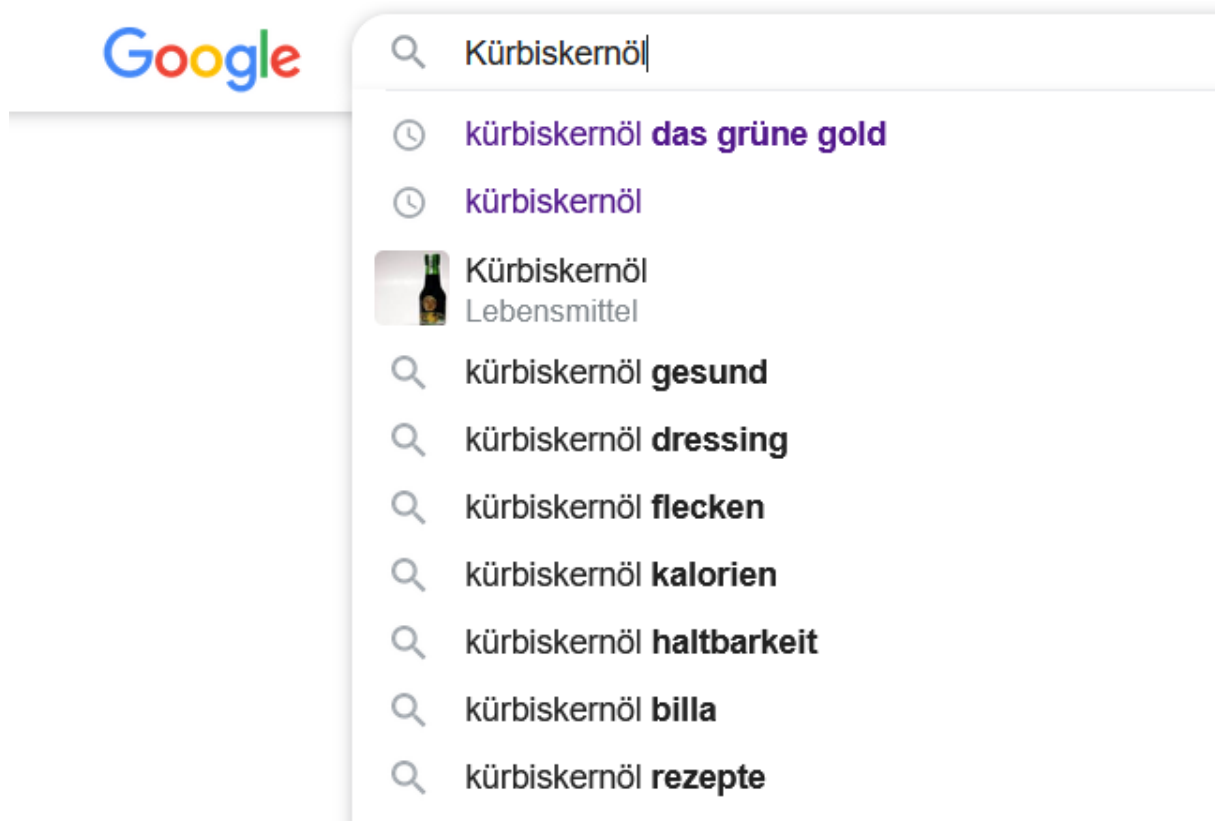 Google
Kürbiskernöl
kürbiskernöl das grüne gold
kürbiskernöl
Kürbiskernöl
Lebensmittel
kürbiskernöl gesund
kürbiskernöl dressing
kürbiskernöl flecken
kürbiskernöl kalorien
kürbiskernöl haltbarkeit
kürbiskernöl billa
kürbiskernöl rezepte